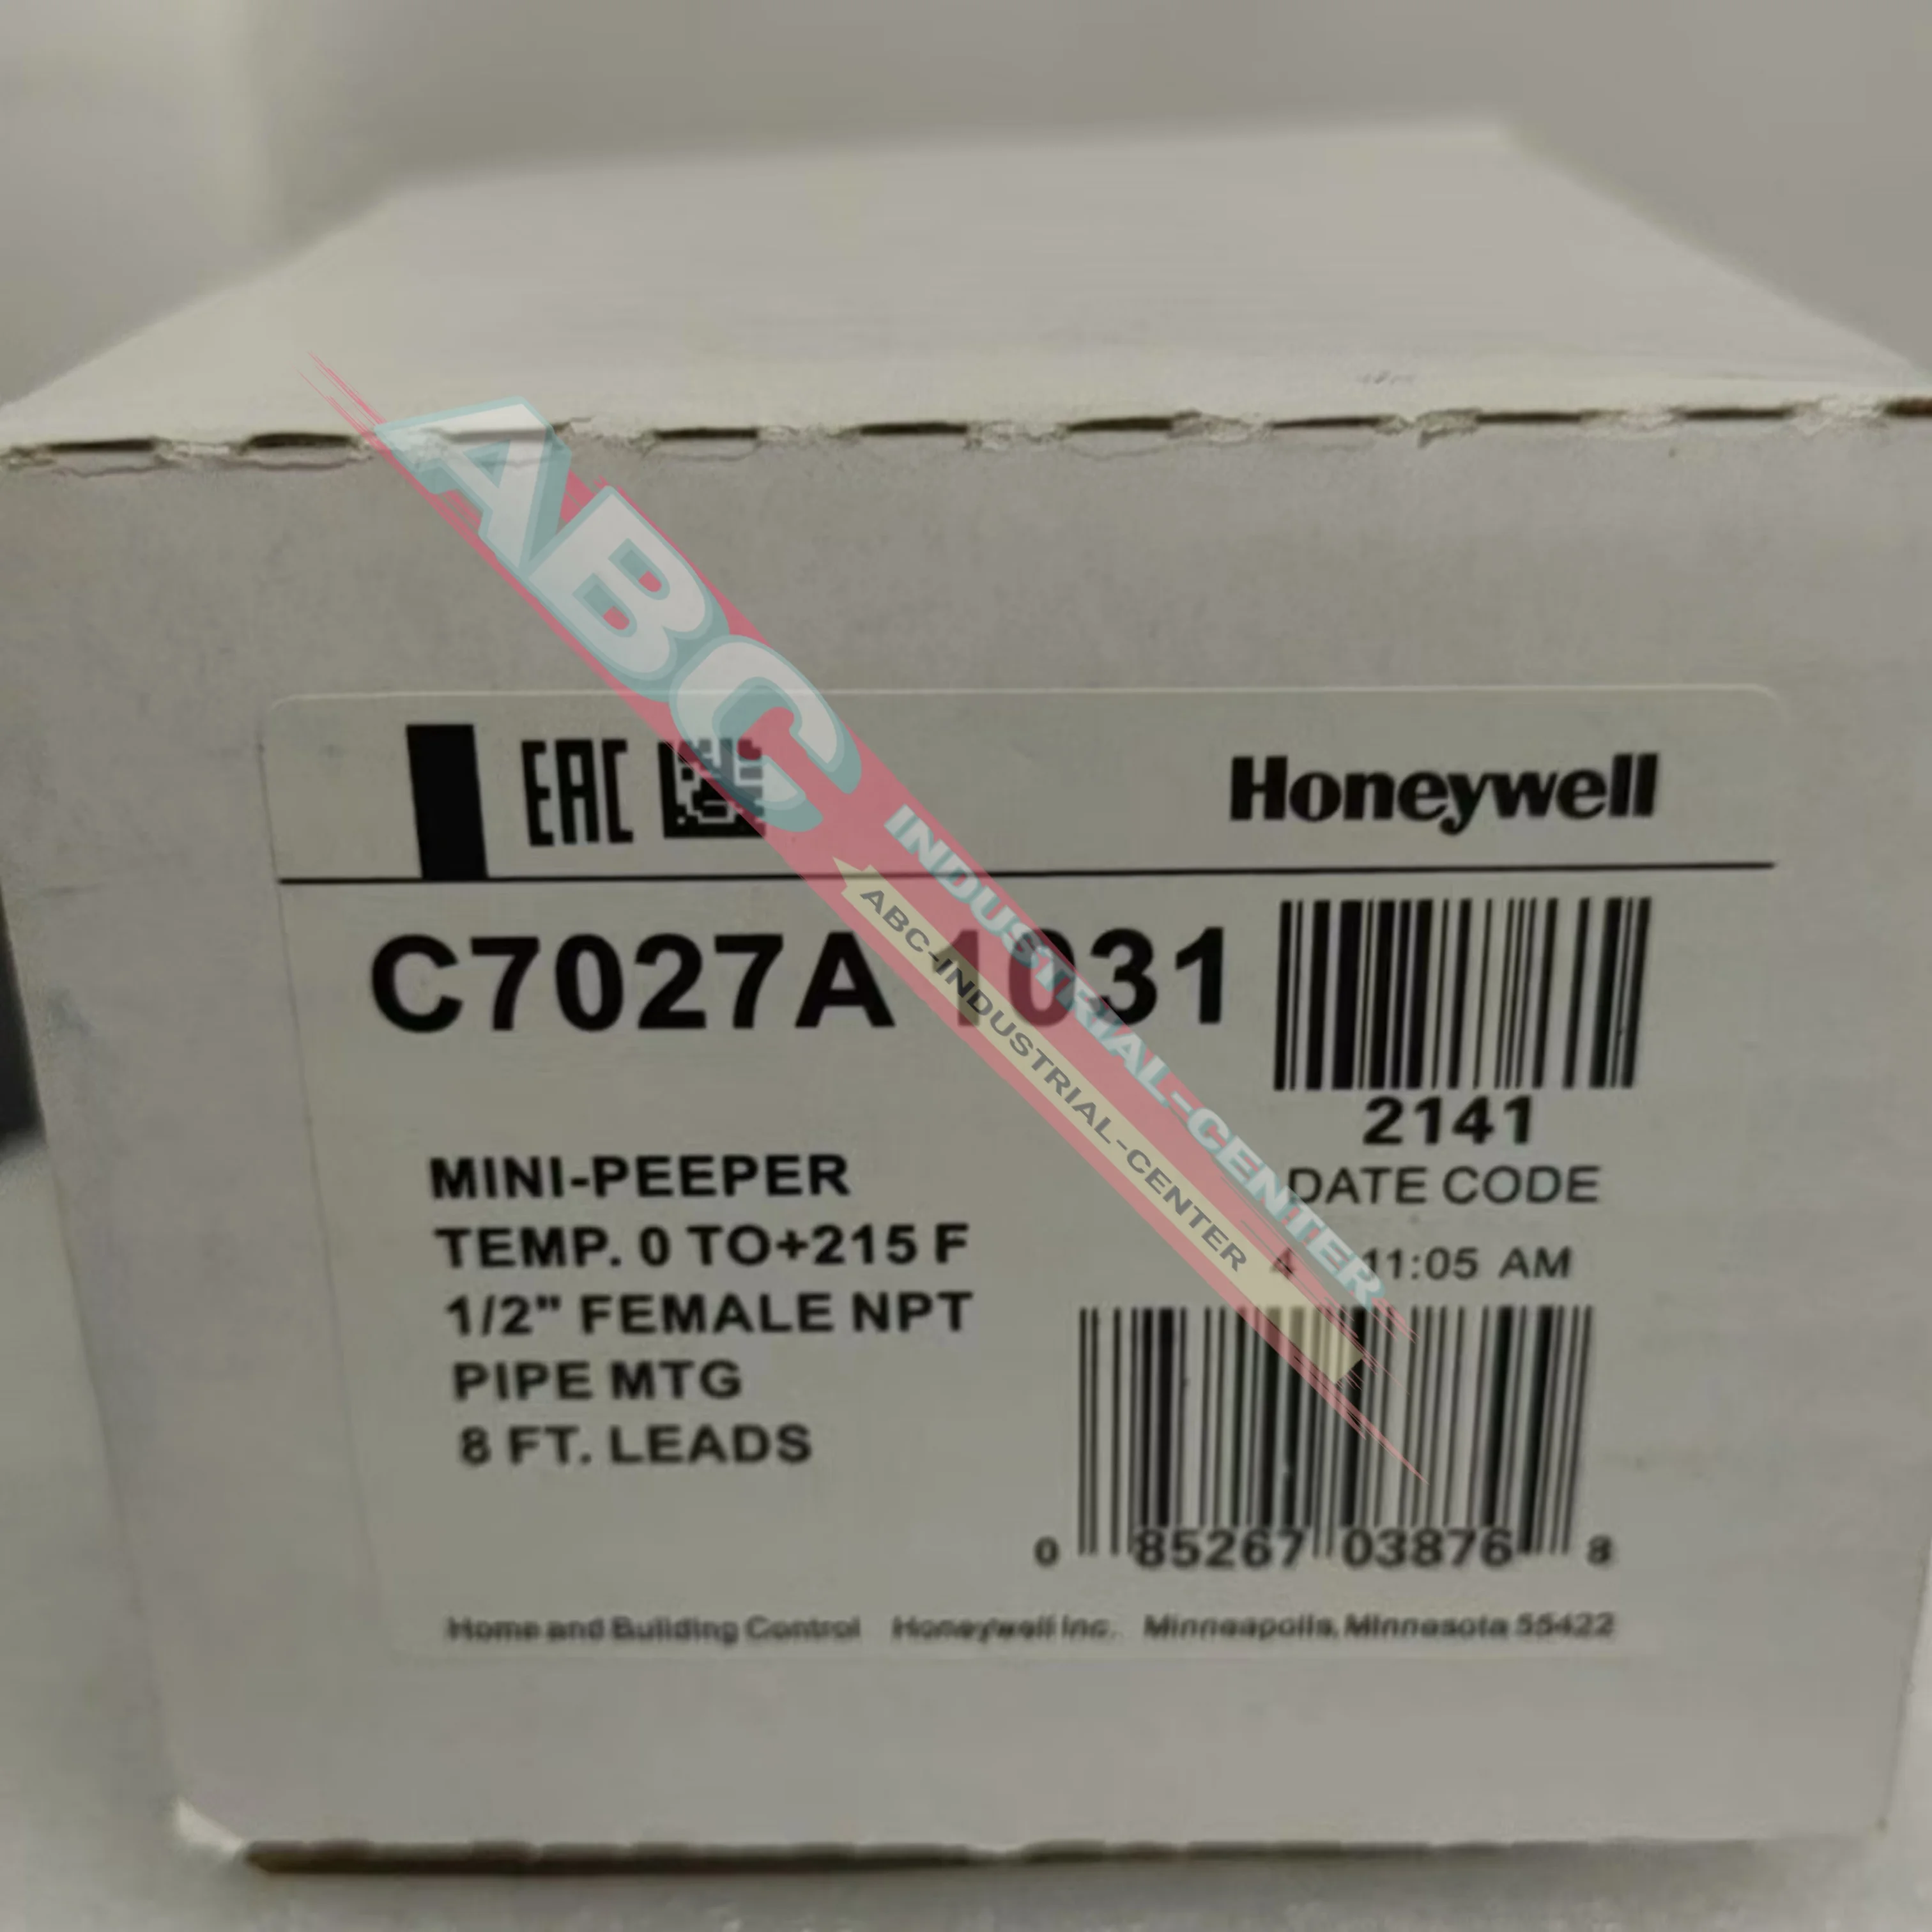 EAC
Honeywell
C7027A 1031
2141
DATE CODE
4 11:05 AM
MINI-PEEPER
TEMP. 0 TO+215 F
1/2" FEMALE NPT
PIPE MTG
8 FT. LEADS
0 85267 03876 8
Home and Building Control Honeywell Inc. Minneapolis, Minnesota 55422
ABC INDUSTRIAL-CENTER
ABC-INDUSTRIAL-CENTER